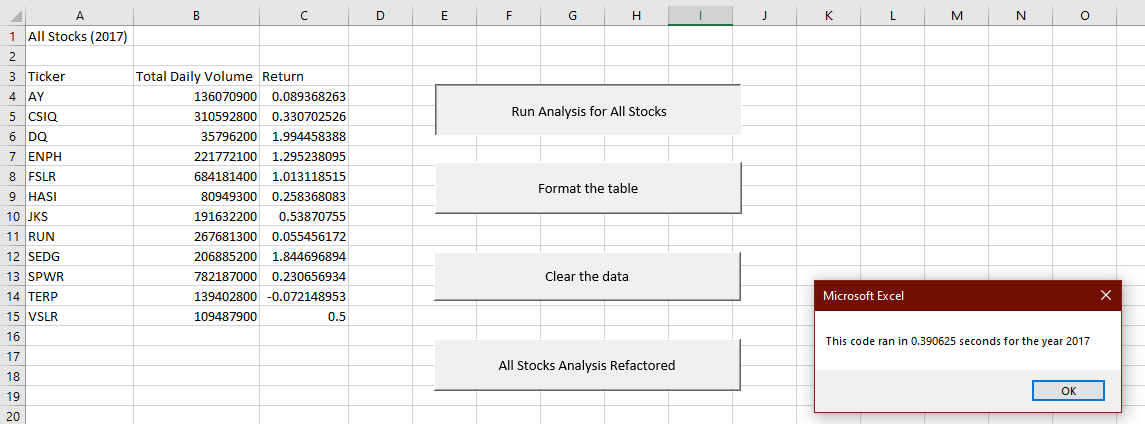 A B C D E F G H I J K L M N O
1 All Stocks (2017)
2
3 Ticker Total Daily Volume Return
4 AY 136070900 0.089368263
5 CSIQ 310592800 0.330702526
6 DQ 35796200 1.994458388
7 ENPH 221772100 1.295238095
8 FSLR 684181400 1.013118515
9 HASI 80949300 0.258368083
10 JKS 191632200 0.53870755
11 RUN 267681300 0.055456172
12 SEDG 206885200 1.844696894
13 SPWR 782187000 0.230656934
14 TERP 139402800 -0.072148953
15 VSLR 109487900 0.5
16
17
18
19
20
Run Analysis for All Stocks
Format the table
Clear the data
All Stocks Analysis Refactored
Microsoft Excel
This code ran in 0.390625 seconds for the year 2017
OK